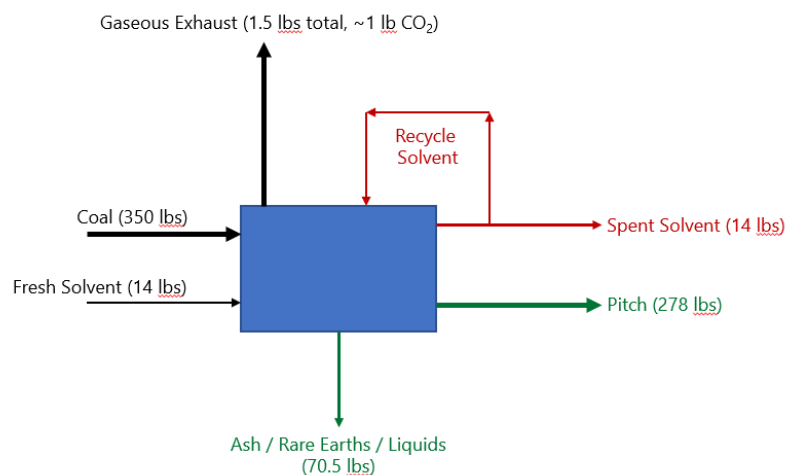 Gaseous Exhaust (1.5 lbs total, ~1 lb CO₂)
Recycle
Solvent
Coal (350 lbs)
Spent Solvent (14 lbs)
Fresh Solvent (14 lbs)
Pitch (278 lbs)
Ash / Rare Earths / Liquids
(70.5 lbs)